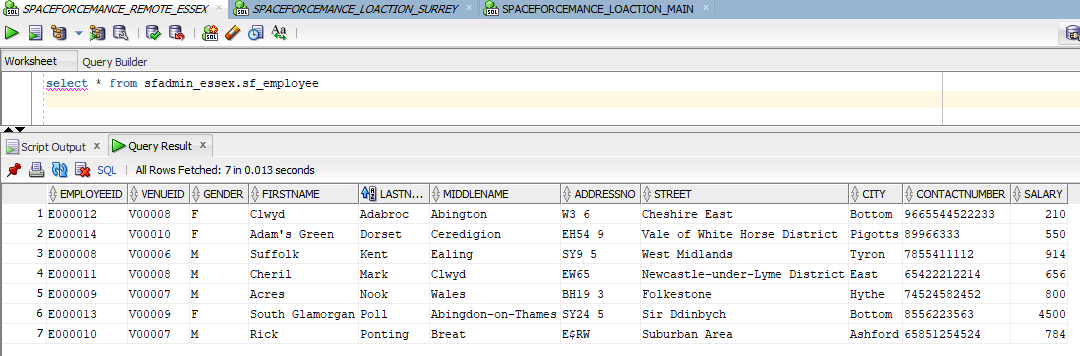 SPACEFORCEMANCE_REMOTE_ESSEX x SPACEFORCEMANCE_LOACTION_SURREY x SPACEFORCEMANCE_LOACTION_MAIN x
Worksheet Query Builder
select * from sfadmin_essex.sf_employee
Script Output x Query Result x
SQL | All Rows Fetched: 7 in 0.013 seconds
EMPLOYEEID VENUEID GENDER FIRSTNAME LASTN... MIDDLENAME ADDRESSNO STREET CITY CONTACTNUMBER SALARY
1 E000012 V00008 F Clwyd Adabroc Abington W3 6 Cheshire East Bottom 9665544522233 210
2 E000014 V00010 F Adam's Green Dorset Ceredigion EH54 9 Vale of White Horse District Pigotts 89966333 550
3 E000008 V00006 M Suffolk Kent Ealing SY9 5 West Midlands Tyron 7855411112 914
4 E000011 V00008 M Cheril Mark Clwyd EW65 Newcastle-under-Lyme District East 65422212214 656
5 E000009 V00007 M Acres Nook Wales BH19 3 Folkestone Hythe 74524582452 800
6 E000013 V00009 F South Glamorgan Poll Abingdon-on-Thames SY24 5 Sir Ddinbych Bottom 8556223563 4500
7 E000010 V00007 M Rick Ponting Breat E$RW Suburban Area Ashford 65851254524 784